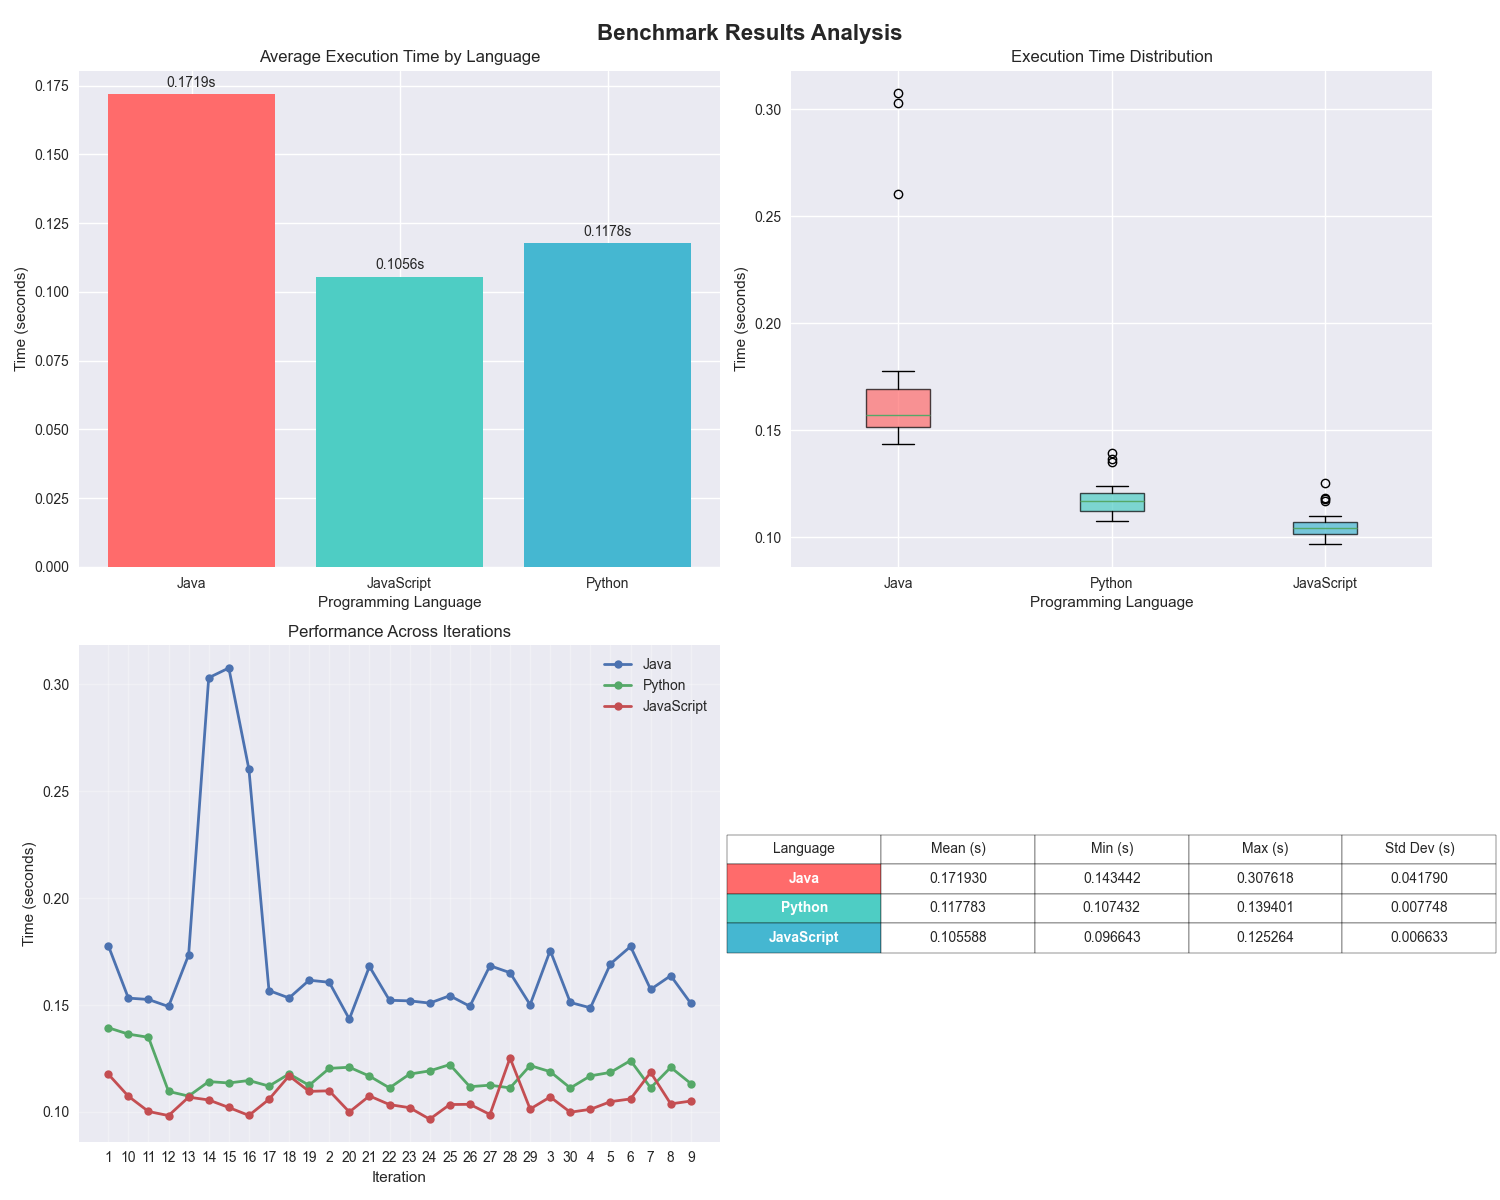 Benchmark Results Analysis
Average Execution Time by Language
Time (seconds)
0.175
0.150
0.125
0.100
0.075
0.050
0.025
0.000
0.1719s
0.1056s
0.1178s
Java JavaScript Python
Programming Language
Execution Time Distribution
Time (seconds)
0.30
0.25
0.20
0.15
0.10
Java Python JavaScript
Programming Language
Performance Across Iterations
Time (seconds)
0.30
0.25
0.20
0.15
0.10
Java
Python
JavaScript
1 10 11 12 13 14 15 16 17 18 19 2 20 21 22 23 24 25 26 27 28 29 3 30 4 5 6 7 8 9
Iteration
Language Mean (s) Min (s) Max (s) Std Dev (s)
Java 0.171930 0.143442 0.307618 0.041790
Python 0.117783 0.107432 0.139401 0.007748
JavaScript 0.105588 0.096643 0.125264 0.006633